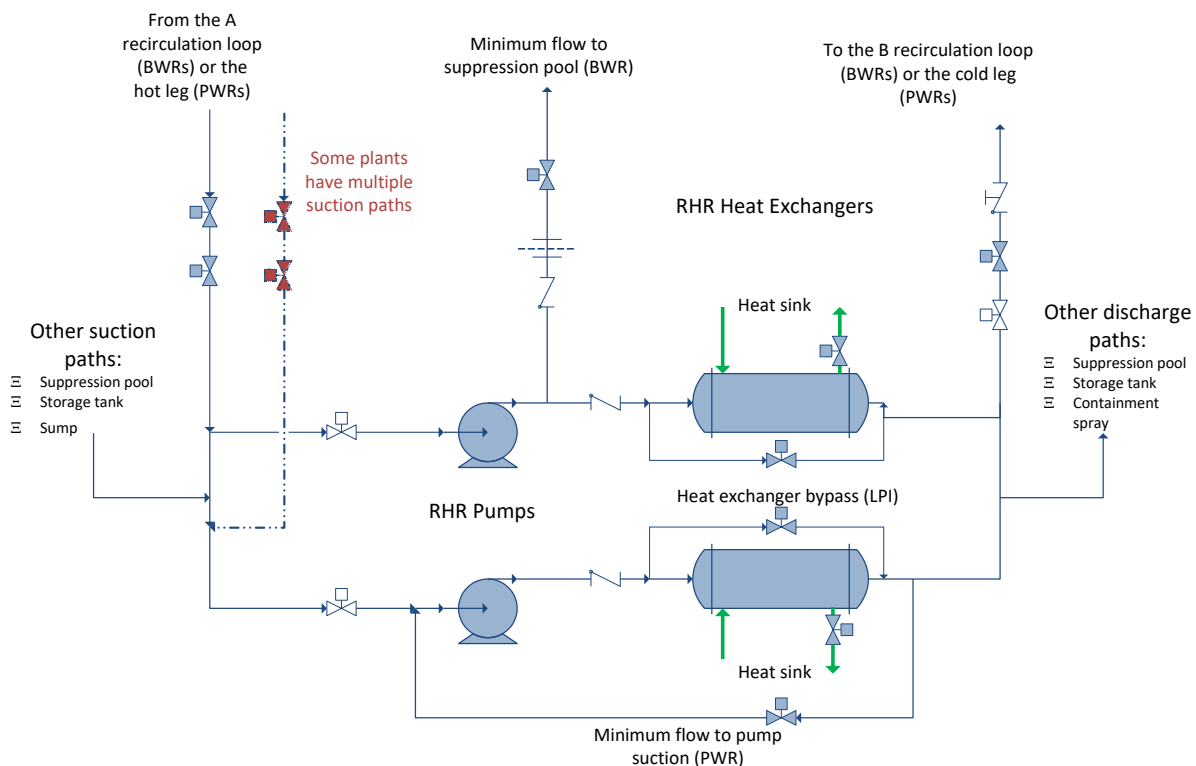 From the A
recirculation loop
(BWRs) or the
hot leg (PWRs)
Minimum flow to
suppression pool (BWR)
To the B recirculation loop
(BWRs) or the cold leg
(PWRs)
Some plants
have multiple
suction paths
RHR Heat Exchangers
Heat sink
Other suction
paths:
Ξ Suppression pool
Ξ Storage tank
Ξ Sump
Other discharge
paths:
Ξ Suppression pool
Ξ Storage tank
Ξ Containment
spray
RHR Pumps
Heat exchanger bypass (LPI)
Heat sink
Minimum flow to pump
suction (PWR)